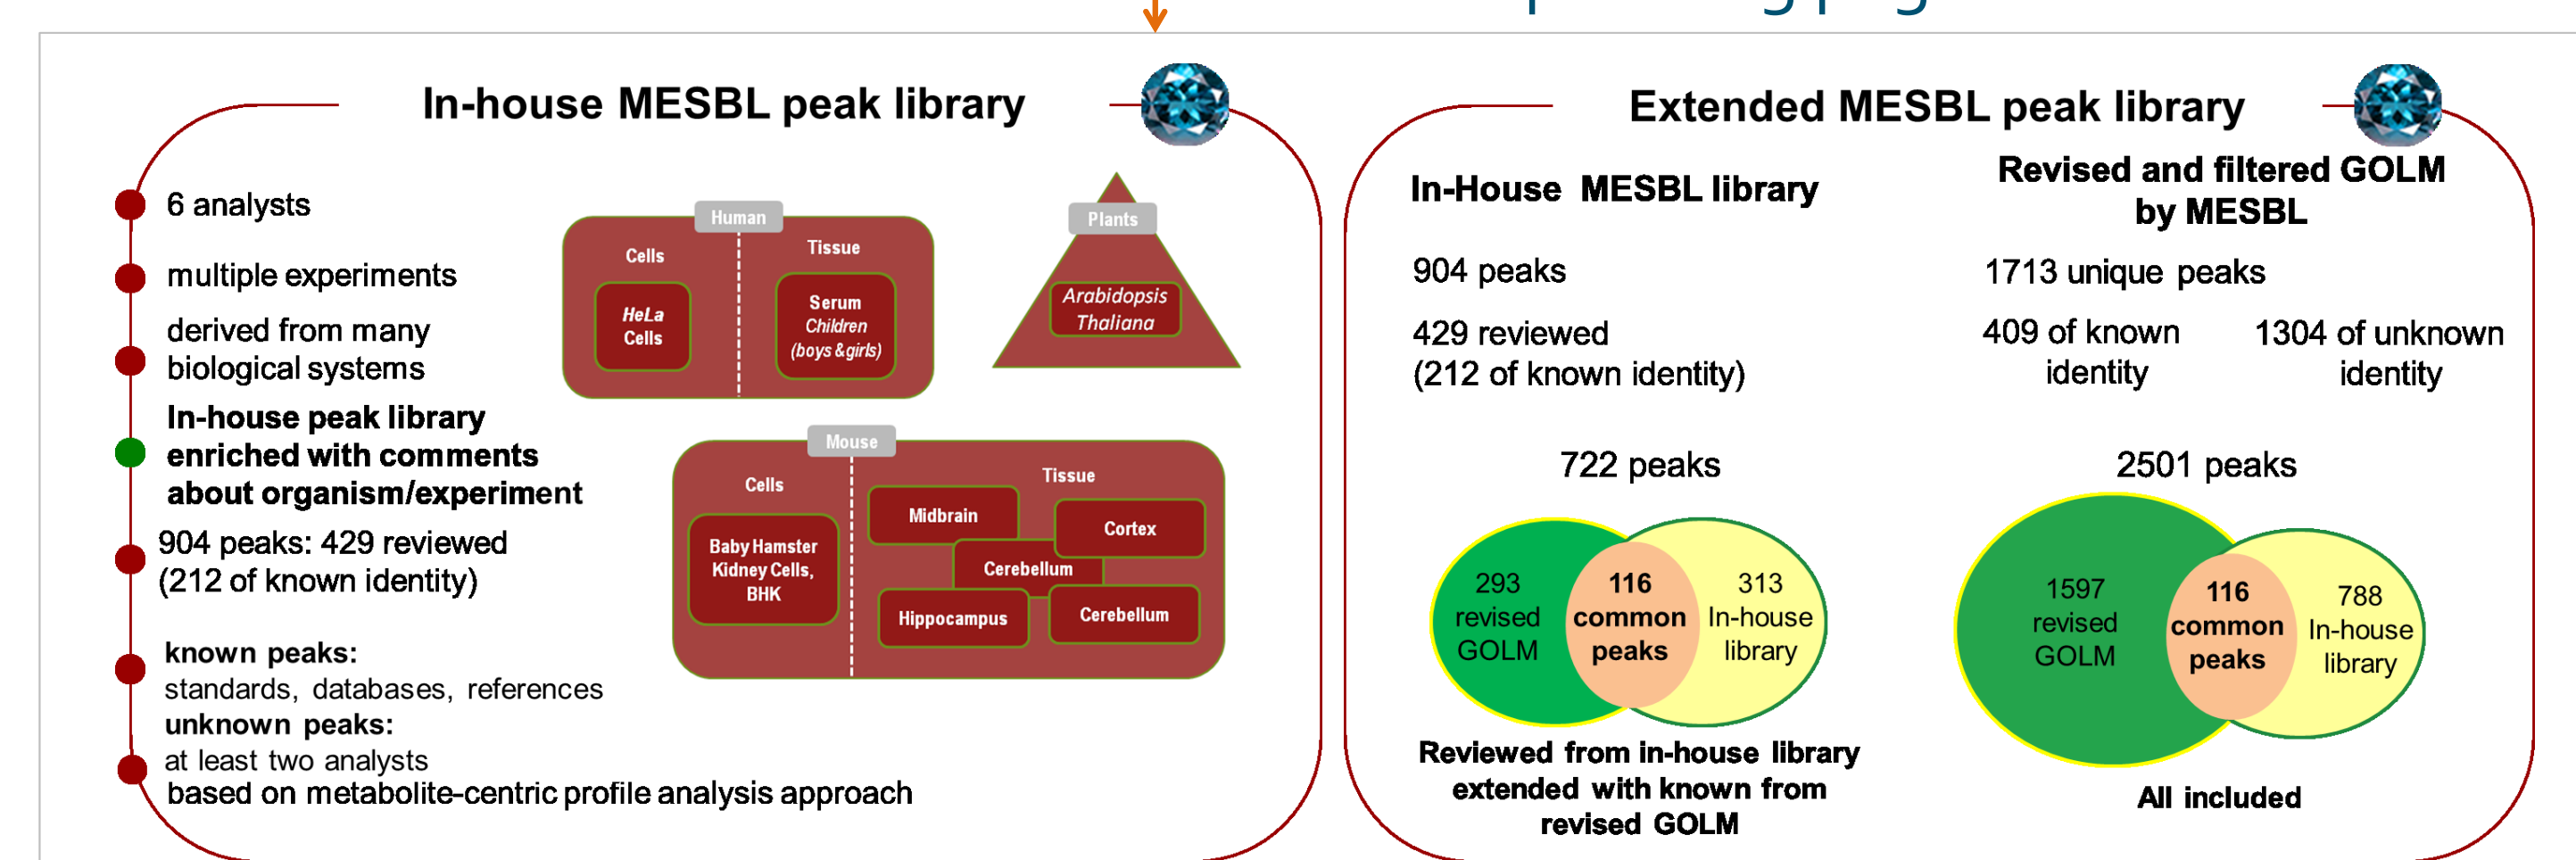 In-house MESBL peak library
6 analysts
multiple experiments
derived from many
biological systems
In-house peak library
enriched with comments
about organism/experiment
904 peaks: 429 reviewed
(212 of known identity)
known peaks:
standards, databases, references
unknown peaks:
at least two analysts
based on metabolite-centric profile analysis approach
Human
Cells
HeLa
Cells
Tissue
Serum
Children
(boys &girls)
Plants
Arabidopsis
Thaliana
Mouse
Cells
Baby Hamster
Kidney Cells,
BHK
Tissue
Midbrain
Cortex
Cerebellum
Hippocampus
Cerebellum
Extended MESBL peak library
In-House MESBL library
904 peaks
429 reviewed
(212 of known identity)
Revised and filtered GOLM
by MESBL
1713 unique peaks
409 of known
identity
1304 of unknown
identity
722 peaks
293
revised
GOLM
116
common
peaks
313
In-house
library
Reviewed from in-house library
extended with known from
revised GOLM
2501 peaks
1597
revised
GOLM
116
common
peaks
788
In-house
library
All included